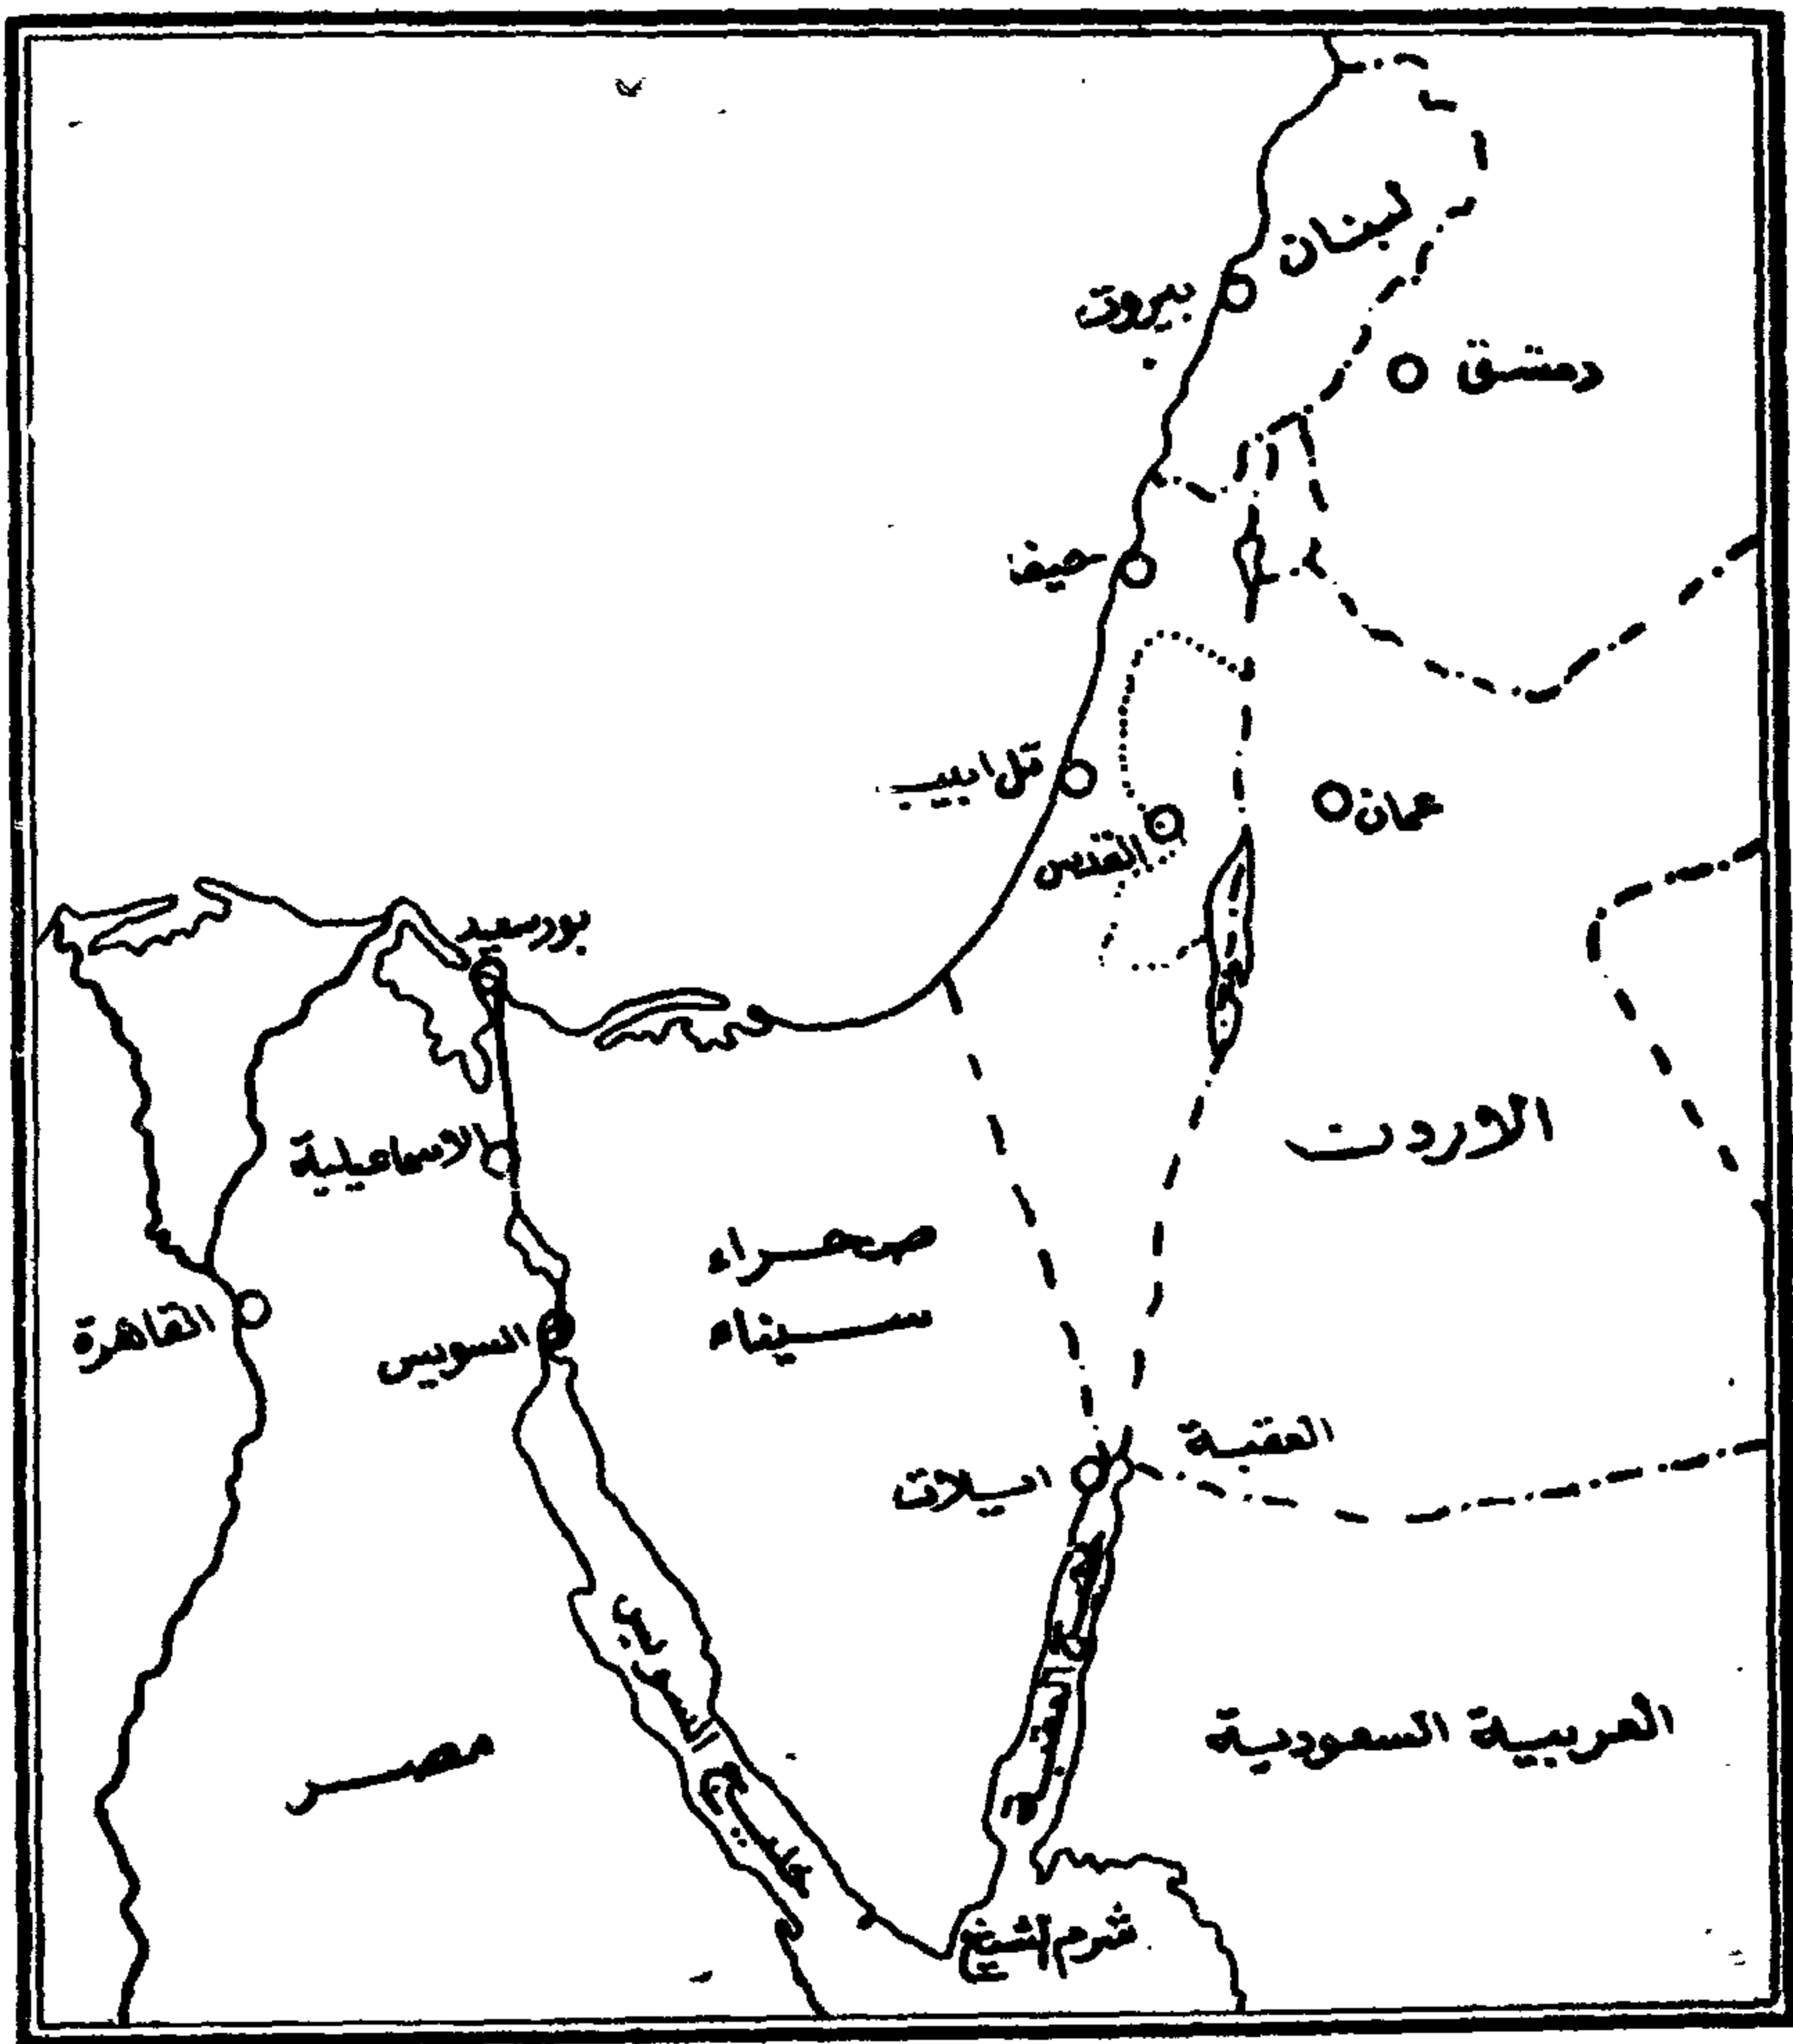 لبنان
بيروت
دمشق
حيف
تل ابيب
عمان
القدس
بورسعيد
الاسماعيلية
الاردن
صحراء
سيناء
القاهرة
السويس
العقبة
ايلات
خليج السويس
خليج العقبة
العربية السعودية
مصر
شرم الشيخ